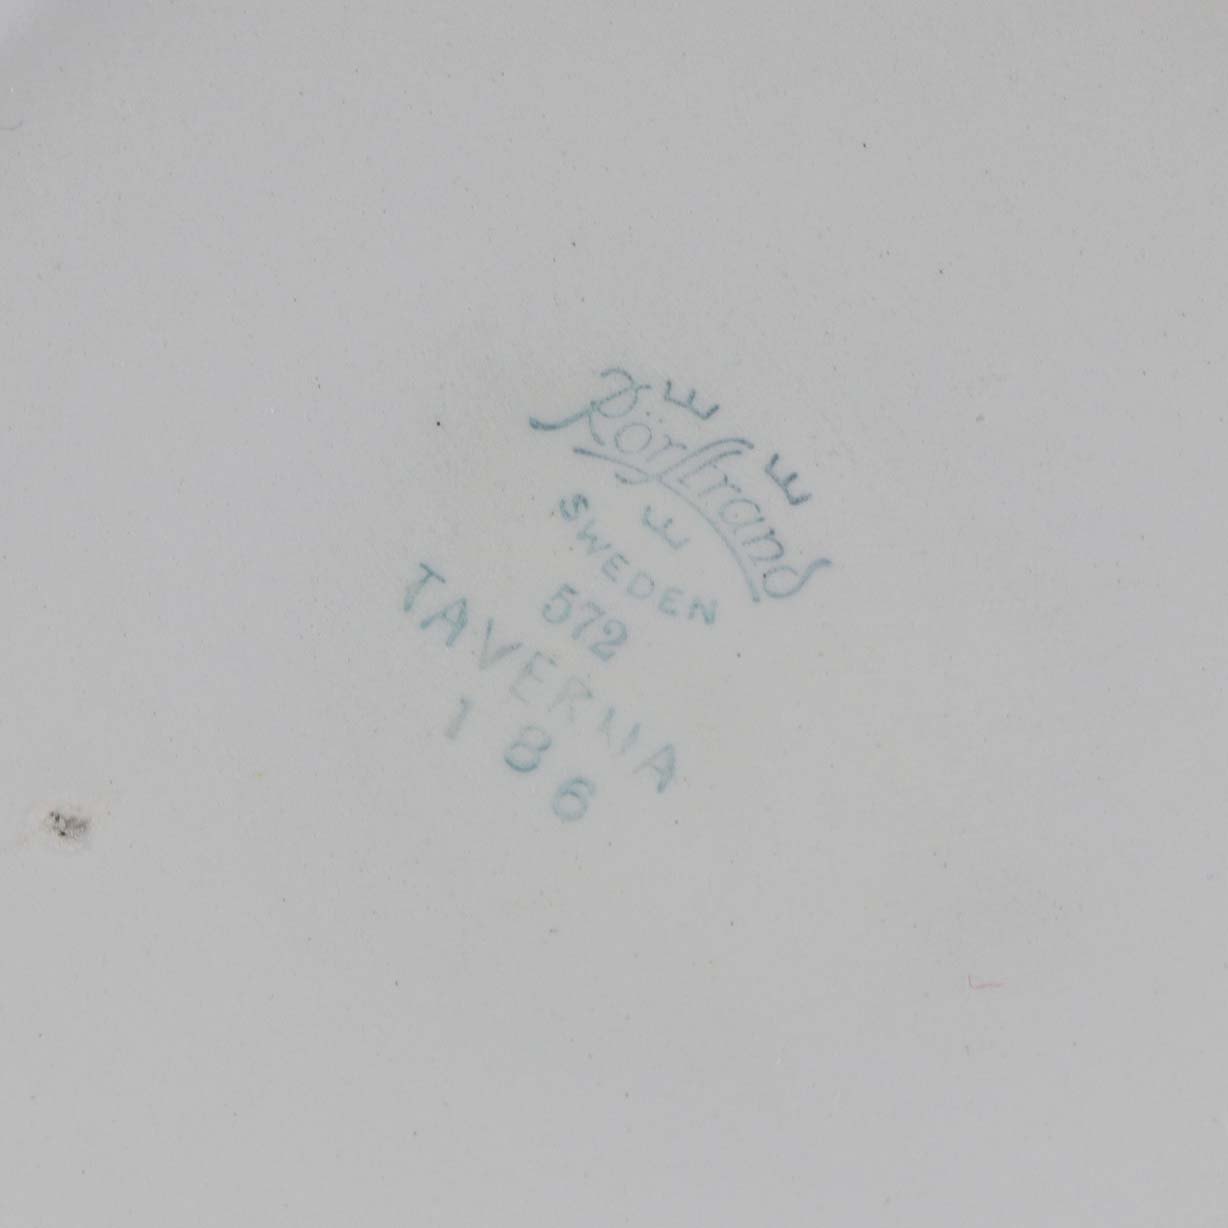 Rörstrand
SWEDEN
572
TAVERNA
186